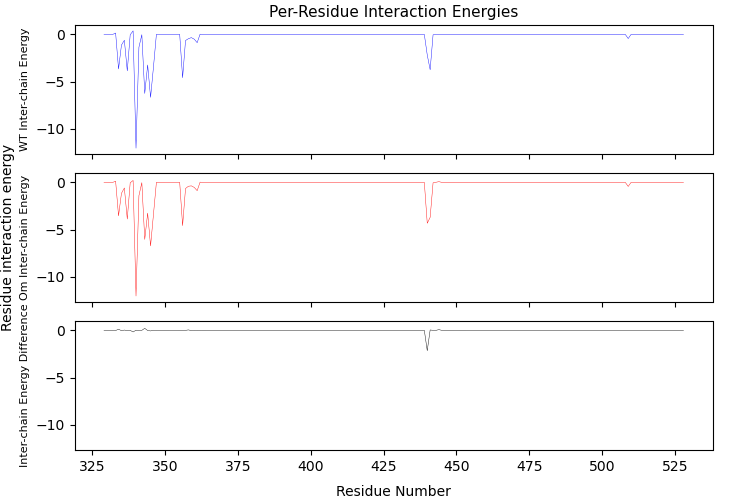 Per-Residue Interaction Energies
Residue interaction energy
WT Inter-chain Energy
0
−5
−10
Om Inter-chain Energy
0
−5
−10
Inter-chain Energy Difference
0
−5
−10
325 350 375 400 425 450 475 500 525
Residue Number